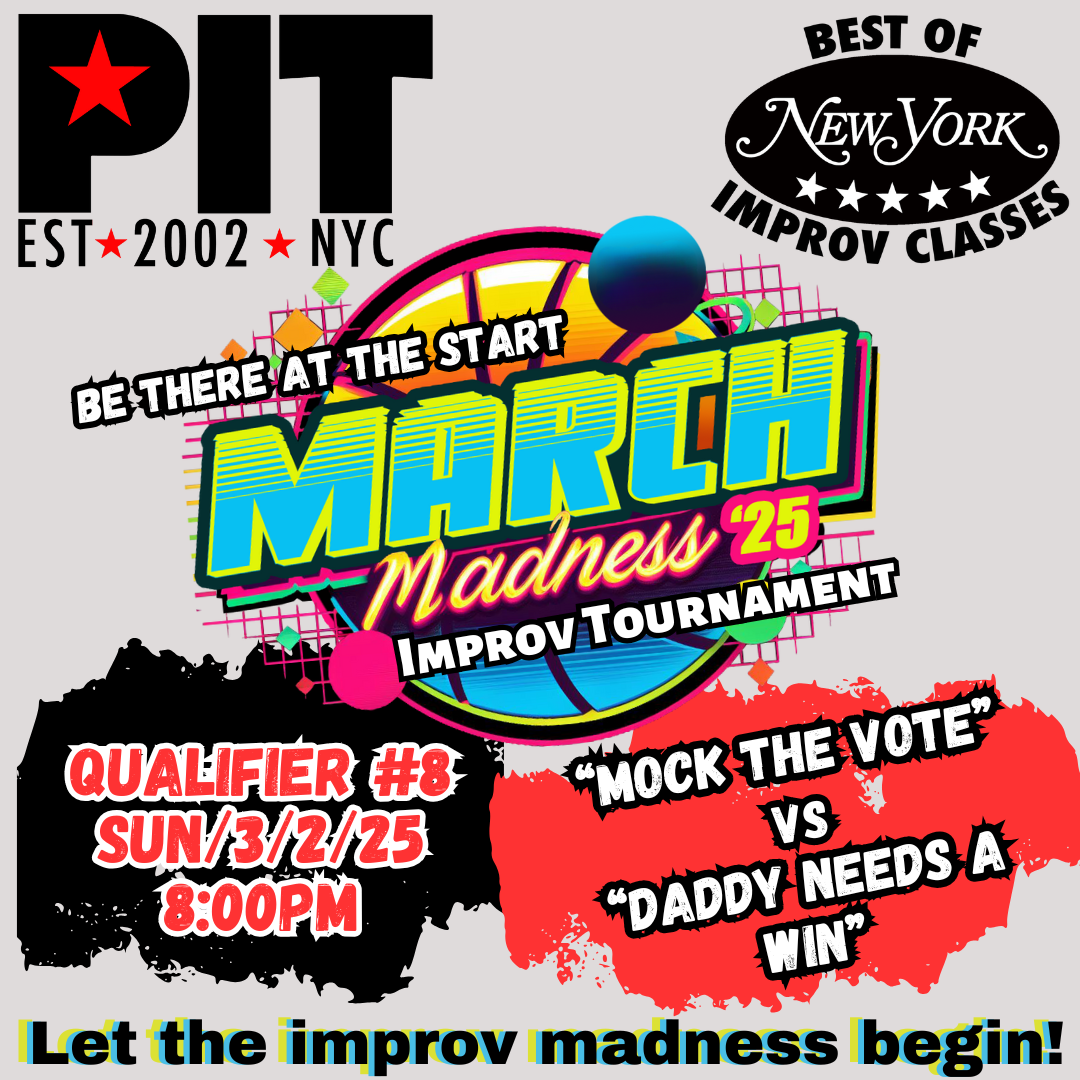 PIT
EST★2002★NYC
BEST OF
NEW YORK
IMPROV CLASSES
BE THERE AT THE START
MARCH
Madness ‘25
IMPROV TOURNAMENT
QUALIFIER #8
SUN/3/2/25
8:00PM
“MOCK THE VOTE”
VS
“DADDY NEEDS A
WIN”
Let the improv madness begin!